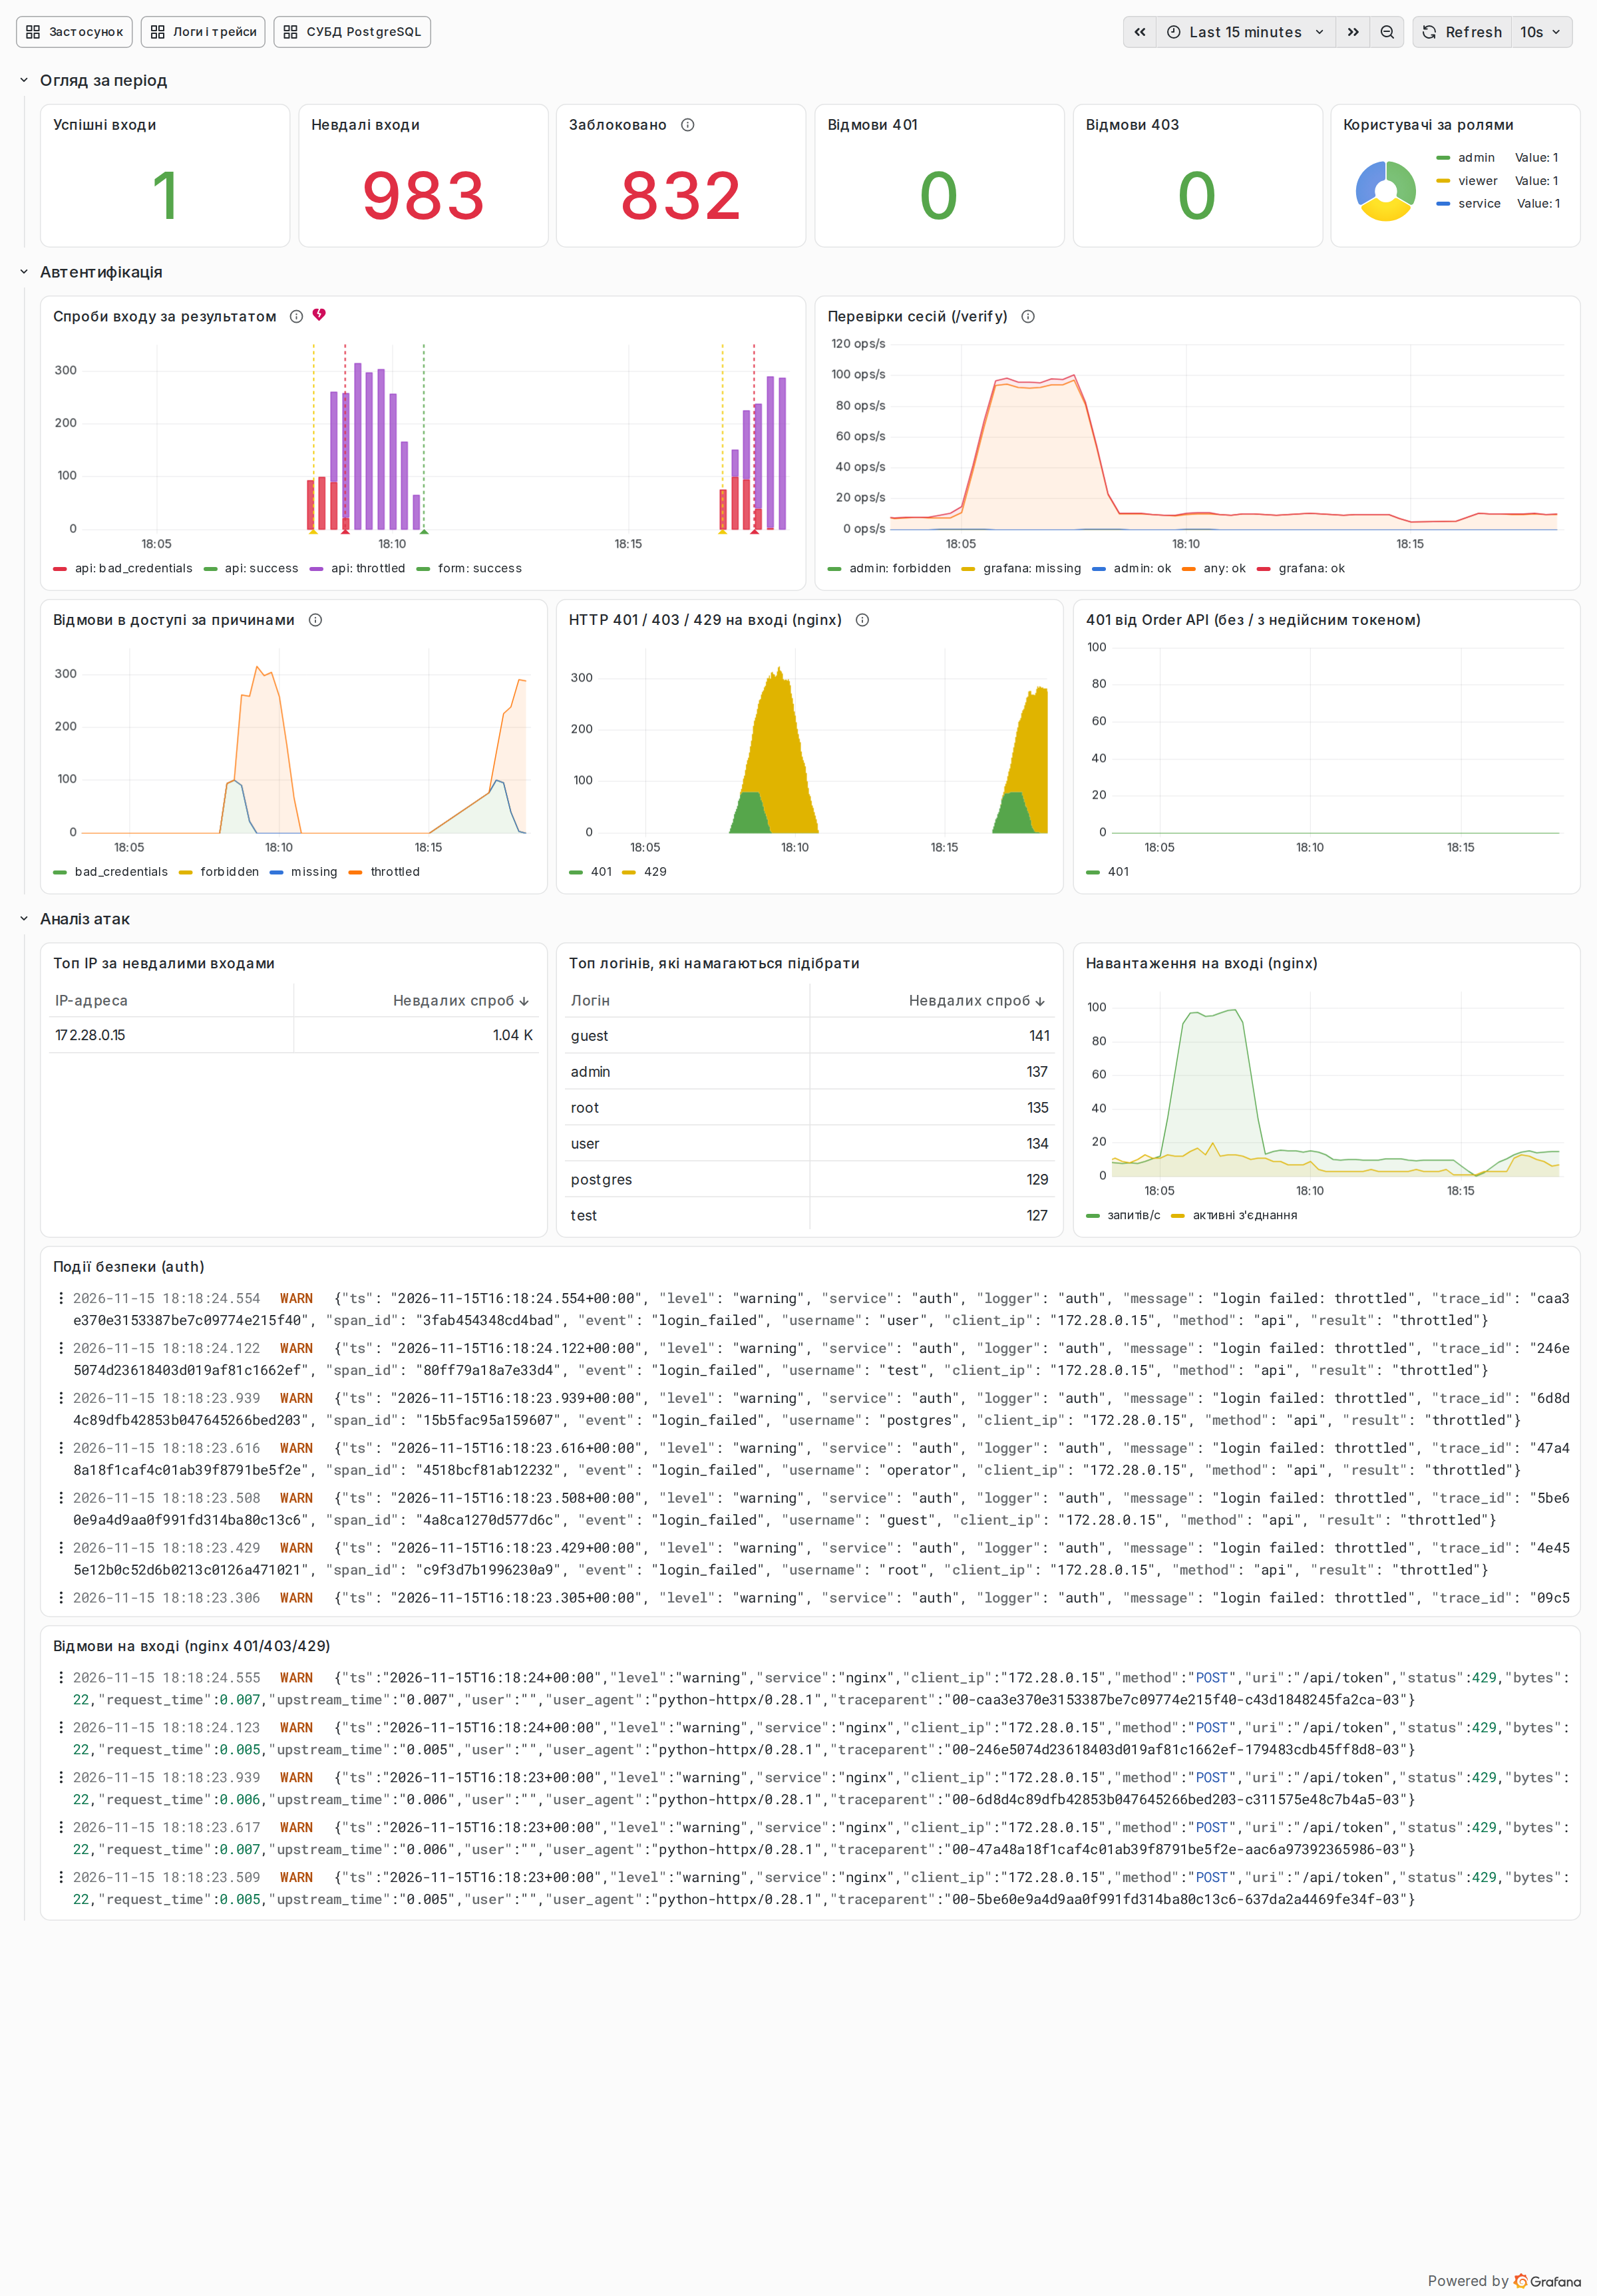 Застосунок
Логи і трейси
СУБД PostgreSQL
Last 15 minutes
Refresh
10s
Огляд за період
Успішні входи
1
Невдалі входи
983
Заблоковано
832
Відмови 401
0
Відмови 403
0
Користувачі за ролями
admin Value: 1
viewer Value: 1
service Value: 1
Автентифікація
Спроби входу за результатом
300
200
100
0
18:05 18:10 18:15
api: bad_credentials api: success api: throttled form: success
Перевірки сесій (/verify)
120 ops/s
100 ops/s
80 ops/s
60 ops/s
40 ops/s
20 ops/s
0 ops/s
18:05 18:10 18:15
admin: forbidden grafana: missing admin: ok any: ok grafana: ok
Відмови в доступі за причинами
300
200
100
0
18:05 18:10 18:15
bad_credentials forbidden missing throttled
HTTP 401 / 403 / 429 на вході (nginx)
300
200
100
0
18:05 18:10 18:15
401 429
401 від Order API (без / з недійсним токеном)
100
80
60
40
20
0
18:05 18:10 18:15
401
Аналіз атак
Топ IP за невдалими входами
IP-адреса Невдалих спроб
172.28.0.15 1.04 K
Топ логінів, які намагаються підібрати
Логін Невдалих спроб
guest 141
admin 137
root 135
user 134
postgres 129
test 127
Навантаження на вході (nginx)
100
80
60
40
20
0
18:05 18:10 18:15
запитів/с активні з'єднання
Події безпеки (auth)
2026-11-15 18:18:24.554 WARN {"ts": "2026-11-15T16:18:24.554+00:00", "level": "warning", "service": "auth", "logger": "auth", "message": "login failed: throttled", "trace_id": "caa3
e370e3153387be7c09774e215f40", "span_id": "3fab454348cd4bad", "event": "login_failed", "username": "user", "client_ip": "172.28.0.15", "method": "api", "result": "throttled"}
2026-11-15 18:18:24.122 WARN {"ts": "2026-11-15T16:18:24.122+00:00", "level": "warning", "service": "auth", "logger": "auth", "message": "login failed: throttled", "trace_id": "246e
5074d23618403d019af81c1662ef", "span_id": "80ff79a18a7e33d4", "event": "login_failed", "username": "test", "client_ip": "172.28.0.15", "method": "api", "result": "throttled"}
2026-11-15 18:18:23.939 WARN {"ts": "2026-11-15T16:18:23.939+00:00", "level": "warning", "service": "auth", "logger": "auth", "message": "login failed: throttled", "trace_id": "6d8d
4c89dfb42853b047645266bed203", "span_id": "15b5fac95a159607", "event": "login_failed", "username": "postgres", "client_ip": "172.28.0.15", "method": "api", "result": "throttled"}
2026-11-15 18:18:23.616 WARN {"ts": "2026-11-15T16:18:23.616+00:00", "level": "warning", "service": "auth", "logger": "auth", "message": "login failed: throttled", "trace_id": "47a4
8a18f1caf4c01ab39f8791be5f2e", "span_id": "4518bcf81ab12232", "event": "login_failed", "username": "operator", "client_ip": "172.28.0.15", "method": "api", "result": "throttled"}
2026-11-15 18:18:23.508 WARN {"ts": "2026-11-15T16:18:23.508+00:00", "level": "warning", "service": "auth", "logger": "auth", "message": "login failed: throttled", "trace_id": "5be6
0e9a4d9aa0f991fd314ba80c13c6", "span_id": "4a8ca1270d577d6c", "event": "login_failed", "username": "guest", "client_ip": "172.28.0.15", "method": "api", "result": "throttled"}
2026-11-15 18:18:23.429 WARN {"ts": "2026-11-15T16:18:23.429+00:00", "level": "warning", "service": "auth", "logger": "auth", "message": "login failed: throttled", "trace_id": "4e45
5e12b0c52d6b0213c0126a471021", "span_id": "c9f3d7b1996230a9", "event": "login_failed", "username": "root", "client_ip": "172.28.0.15", "method": "api", "result": "throttled"}
2026-11-15 18:18:23.306 WARN {"ts": "2026-11-15T16:18:23.305+00:00", "level": "warning", "service": "auth", "logger": "auth", "message": "login failed: throttled", "trace_id": "09c5
Відмови на вході (nginx 401/403/429)
2026-11-15 18:18:24.555 WARN {"ts":"2026-11-15T16:18:24+00:00","level":"warning","service":"nginx","client_ip":"172.28.0.15","method":"POST","uri":"/api/token","status":429,"bytes":
22,"request_time":0.007,"upstream_time":"0.007","user":"","user_agent":"python-httpx/0.28.1","traceparent":"00-caa3e370e3153387be7c09774e215f40-c43d1848245fa2ca-03"}
2026-11-15 18:18:24.123 WARN {"ts":"2026-11-15T16:18:24+00:00","level":"warning","service":"nginx","client_ip":"172.28.0.15","method":"POST","uri":"/api/token","status":429,"bytes":
22,"request_time":0.005,"upstream_time":"0.005","user":"","user_agent":"python-httpx/0.28.1","traceparent":"00-246e5074d23618403d019af81c1662ef-179483cdb45ff8d8-03"}
2026-11-15 18:18:23.939 WARN {"ts":"2026-11-15T16:18:23+00:00","level":"warning","service":"nginx","client_ip":"172.28.0.15","method":"POST","uri":"/api/token","status":429,"bytes":
22,"request_time":0.006,"upstream_time":"0.006","user":"","user_agent":"python-httpx/0.28.1","traceparent":"00-6d8d4c89dfb42853b047645266bed203-c311575e48c7b4a5-03"}
2026-11-15 18:18:23.617 WARN {"ts":"2026-11-15T16:18:23+00:00","level":"warning","service":"nginx","client_ip":"172.28.0.15","method":"POST","uri":"/api/token","status":429,"bytes":
22,"request_time":0.007,"upstream_time":"0.006","user":"","user_agent":"python-httpx/0.28.1","traceparent":"00-47a48a18f1caf4c01ab39f8791be5f2e-aac6a97392365986-03"}
2026-11-15 18:18:23.509 WARN {"ts":"2026-11-15T16:18:23+00:00","level":"warning","service":"nginx","client_ip":"172.28.0.15","method":"POST","uri":"/api/token","status":429,"bytes":
22,"request_time":0.005,"upstream_time":"0.005","user":"","user_agent":"python-httpx/0.28.1","traceparent":"00-5be60e9a4d9aa0f991fd314ba80c13c6-637da2a4469fe34f-03"}
Powered by Grafana